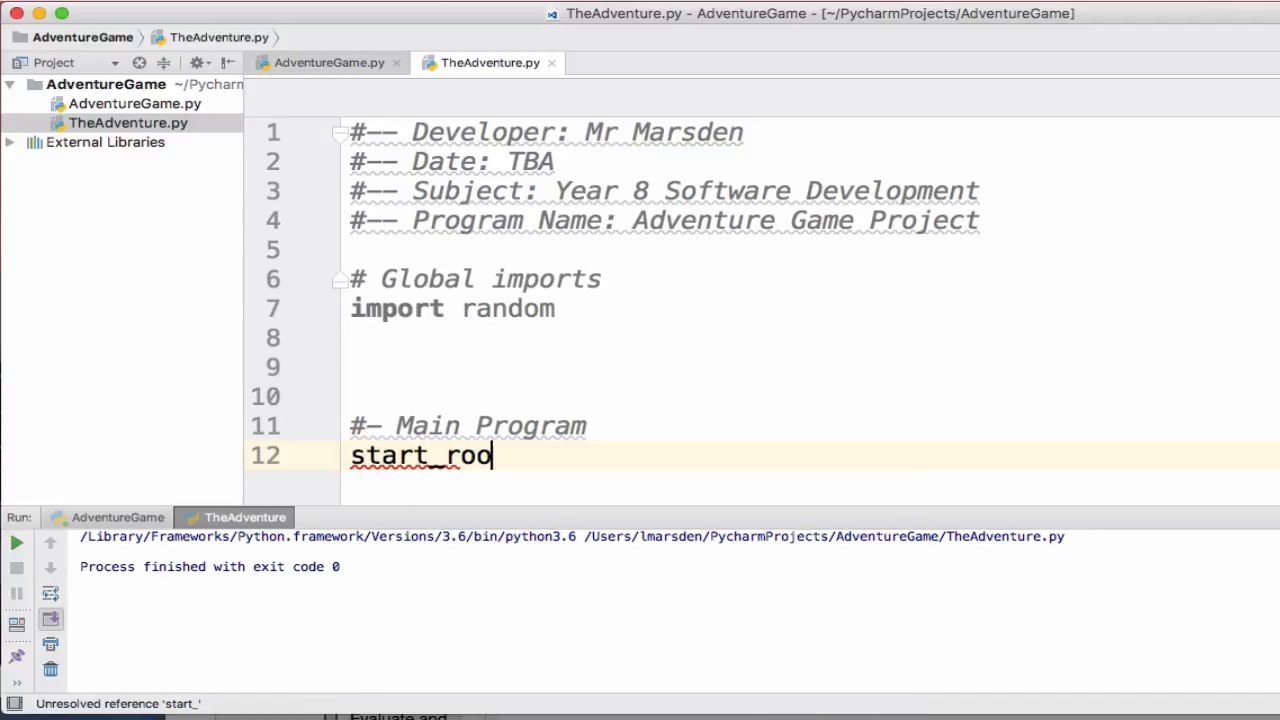 TheAdventure.py - AdventureGame - [~/PycharmProjects/AdventureGame]
AdventureGame TheAdventure.py
Project AdventureGame.py TheAdventure.py
AdventureGame ~/Pycharm
AdventureGame.py
TheAdventure.py
External Libraries
1 #-- Developer: Mr Marsden
2 #-- Date: TBA
3 #-- Subject: Year 8 Software Development
4 #-- Program Name: Adventure Game Project
5
6 # Global imports
7 import random
8
9
10
11 #- Main Program
12 start_roo
Run: AdventureGame TheAdventure
/Library/Frameworks/Python.framework/Versions/3.6/bin/python3.6 /Users/lmarsden/PycharmProjects/AdventureGame/TheAdventure.py
Process finished with exit code 0
Unresolved reference 'start_'
Evaluate and